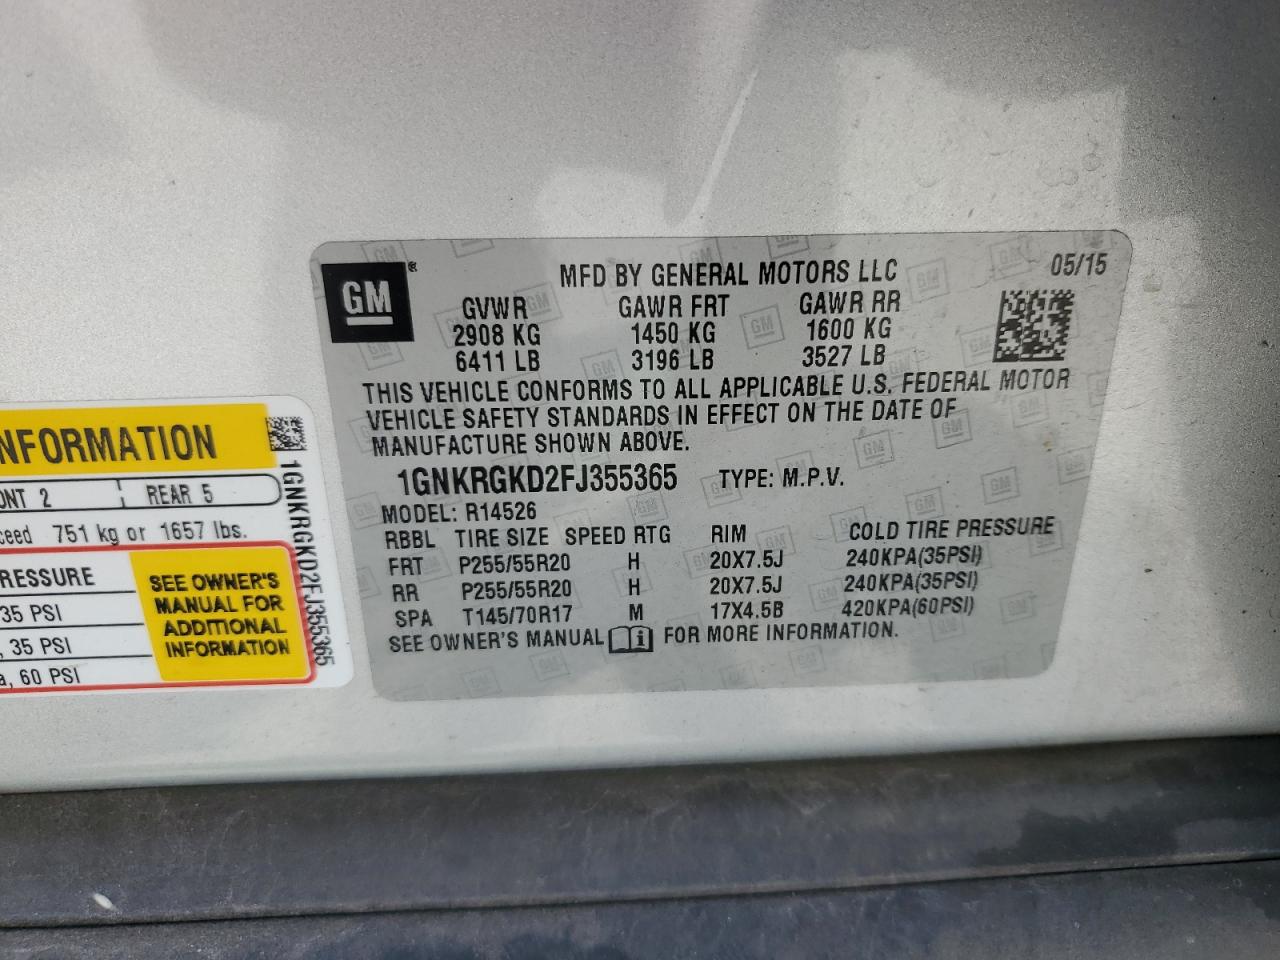 GM®
MFD BY GENERAL MOTORS LLC
05/15
GVWR GAWR FRT GAWR RR
2908 KG 1450 KG 1600 KG
6411 LB 3196 LB 3527 LB
THIS VEHICLE CONFORMS TO ALL APPLICABLE U.S. FEDERAL MOTOR
VEHICLE SAFETY STANDARDS IN EFFECT ON THE DATE OF
MANUFACTURE SHOWN ABOVE.
1GNKRGKD2FJ355365 TYPE: M.P.V.
MODEL: R14526
RBBL TIRE SIZE SPEED RTG RIM COLD TIRE PRESSURE
FRT P255/55R20 H 20X7.5J 240KPA(35PSI)
RR P255/55R20 H 20X7.5J 240KPA(35PSI)
SPA T145/70R17 M 17X4.5B 420KPA(60PSI)
SEE OWNER'S MANUAL i FOR MORE INFORMATION.
NFORMATION
ONT 2 REAR 5
ceed 751 kg or 1657 lbs.
RESSURE
35 PSI
, 35 PSI
a, 60 PSI
SEE OWNER'S
MANUAL FOR
ADDITIONAL
INFORMATION
1GNKRGKD2FJ355365